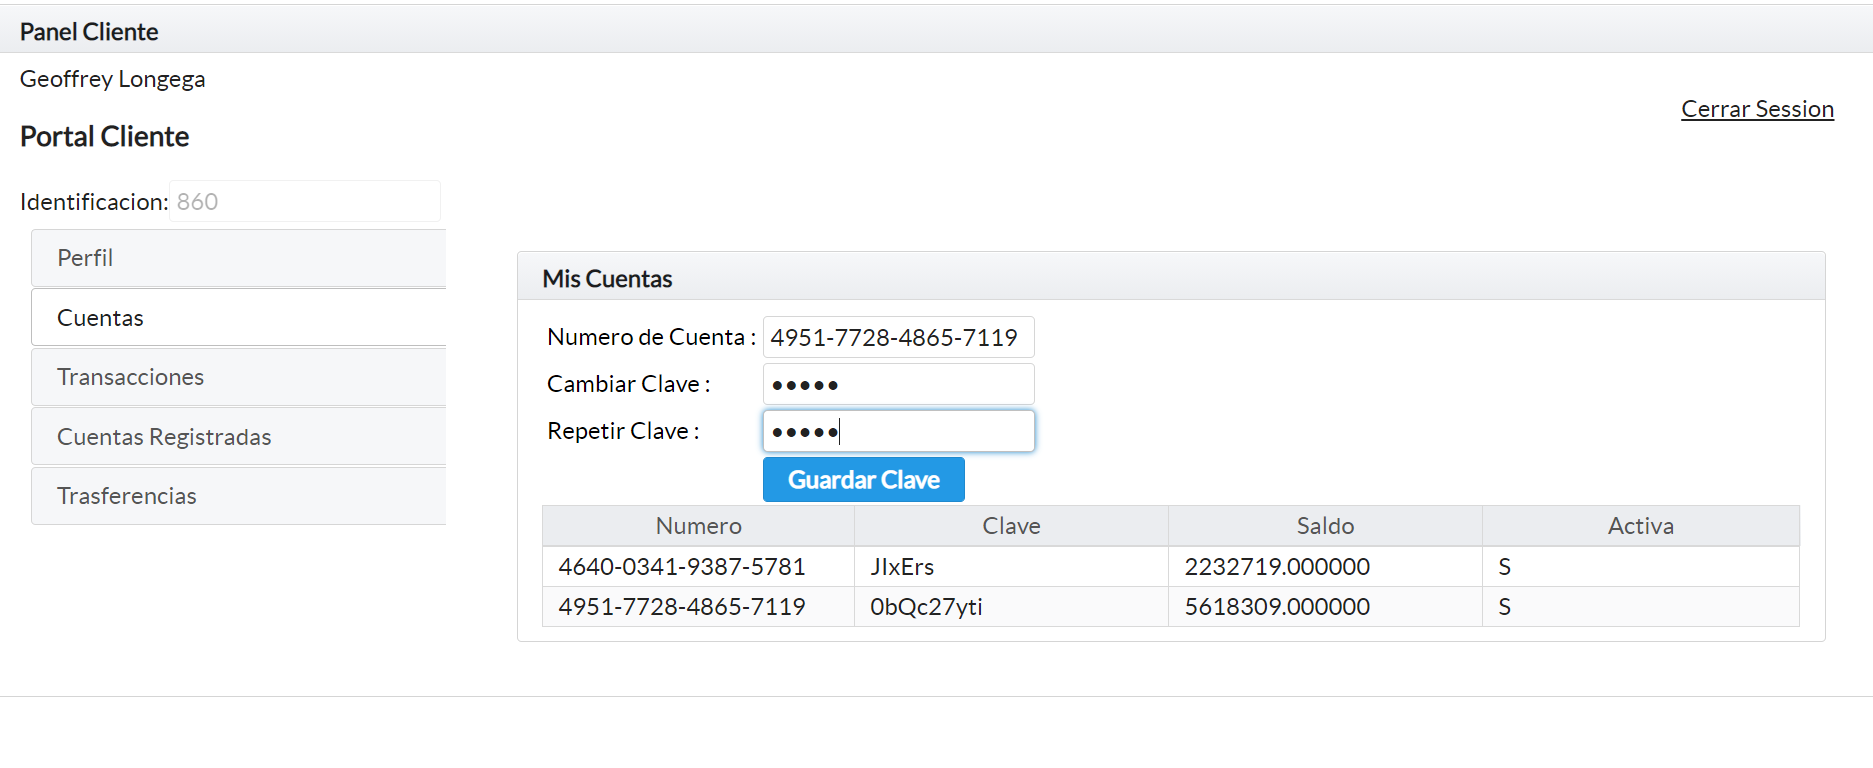 Panel Cliente
Geoffrey Longega
Cerrar Session
Portal Cliente
Identificacion: 860
Perfil
Cuentas
Transacciones
Cuentas Registradas
Trasferencias
Mis Cuentas
Numero de Cuenta : 4951-7728-4865-7119
Cambiar Clave : •••••
Repetir Clave : •••••
Guardar Clave
Numero Clave Saldo Activa
4640-0341-9387-5781 JIxErs 2232719.000000 S
4951-7728-4865-7119 0bQc27yti 5618309.000000 S